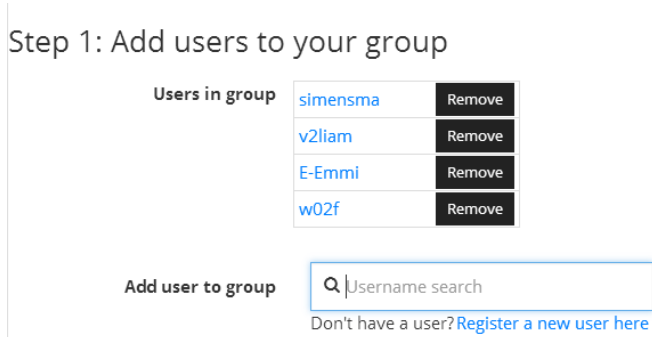 Step 1: Add users to your group
Users in group
simensma Remove
v2liam Remove
E-Emmi Remove
w02f Remove
Add user to group
Username search
Don't have a user? Register a new user here